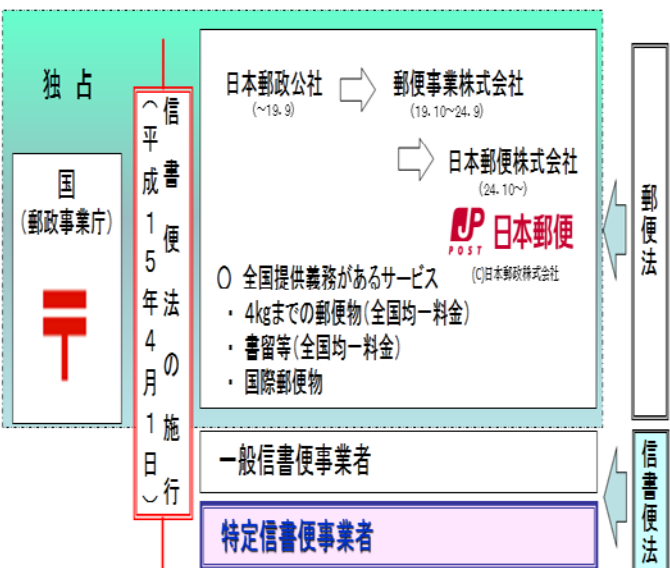 独 占
国
(郵政事業庁)
信書便法の施行
(平成15年4月1日)
日本郵政公社
(~19.9)
郵便事業株式会社
(19.10~24.9)
日本郵便株式会社
(24.10~)
JP
POST
日本郵便
(C)日本郵政株式会社
○ 全国提供義務があるサービス
・ 4kgまでの郵便物(全国均一料金)
・ 書留等(全国均一料金)
・ 国際郵便物
郵便法
一般信書便事業者
特定信書便事業者
信書便法